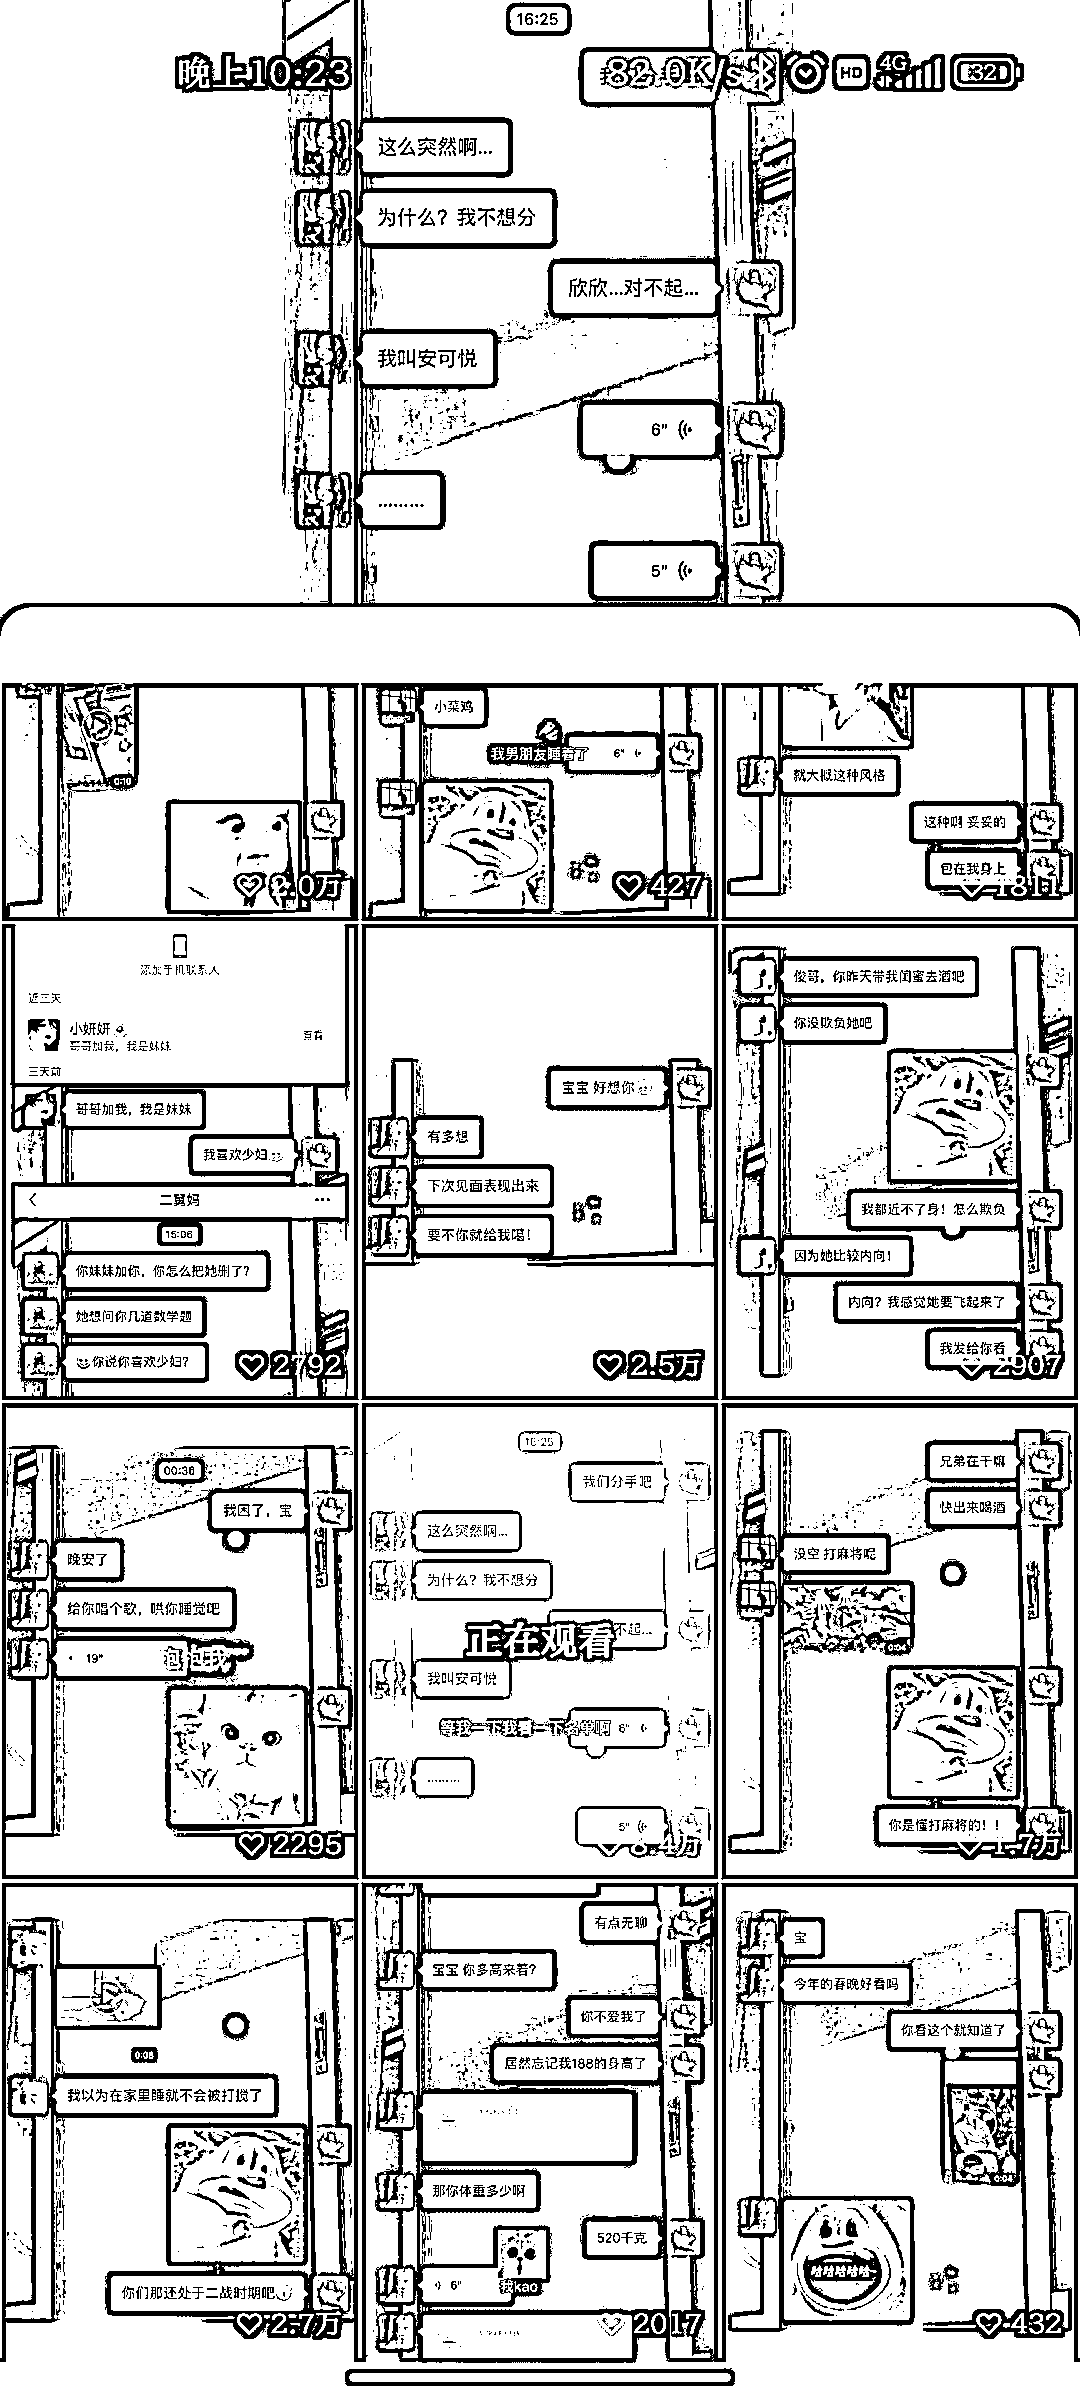 16:25
晚上10:23
82.0K/s
HD
4G
32
这么突然啊...
为什么？我不想分
欣欣...对不起...
我叫安可悦
6"
.........
5"
0:10
2.0万
小菜鸡
我男朋友睡着了
6"
427
就大概这种风格
这种啊 妥妥的
包在我身上
1811
添加手机联系人
近三天
小妍妍
哥哥加我，我是妹妹
查看
三天前
哥哥加我，我是妹妹
我喜欢少妇
二舅妈
15:06
你妹妹加你，你怎么把她删了？
她想问你几道数学题
你说你喜欢少妇？
2792
宝宝 好想你
有多想
下次见面表现出来
要不你就给我噶！
2.5万
俊哥，你昨天带我闺蜜去酒吧
你没欺负她吧
我都近不了身！怎么欺负
因为她比较内向！
内向？我感觉她要飞起来了
我发给你看
2907
00:36
我困了，宝
晚安了
给你唱个歌，哄你睡觉吧
19"
2295
16:25
我们分手吧
这么突然啊...
为什么？我不想分
不起...
正在观看
我叫安可悦
等我一下我看一下名单啊
6"
.........
5"
兄弟在干嘛
快出来喝酒
没空 打麻将呢
你是懂打麻将的！！
1.7万
0:08
我以为在家里睡就不会被打搅了
你们那还处于二战时期吧
2.7万
有点无聊
宝宝 你多高来着？
你不爱我了
居然忘记我188的身高了
那你体重多少啊
520千克
6"
我kao
2017
宝
今年的春晚好看吗
你看这个就知道了
哈哈哈哈
432